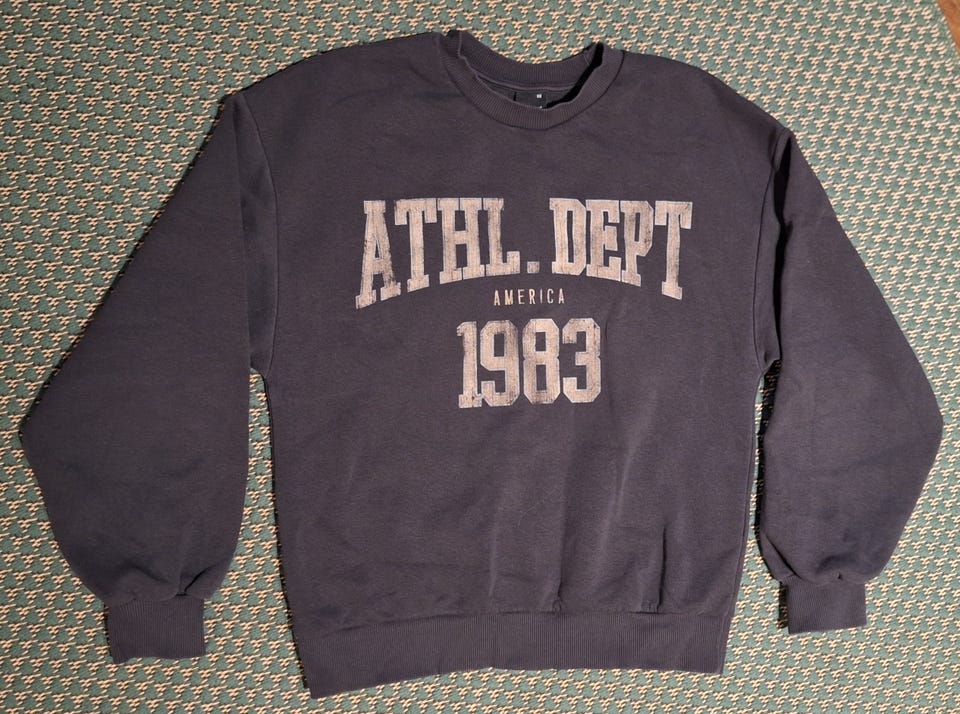 ATHL. DEPT
AMERICA
1983